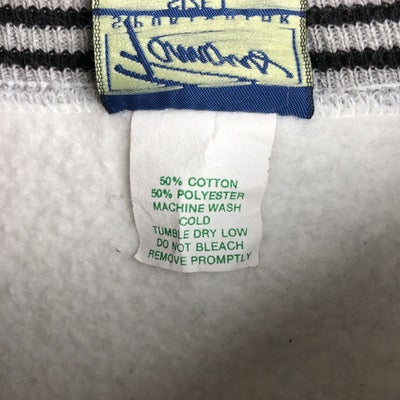 50% COTTON
50% POLYESTER
MACHINE WASH
COLD
TUMBLE DRY LOW
DO NOT BLEACH
REMOVE PROMPTLY